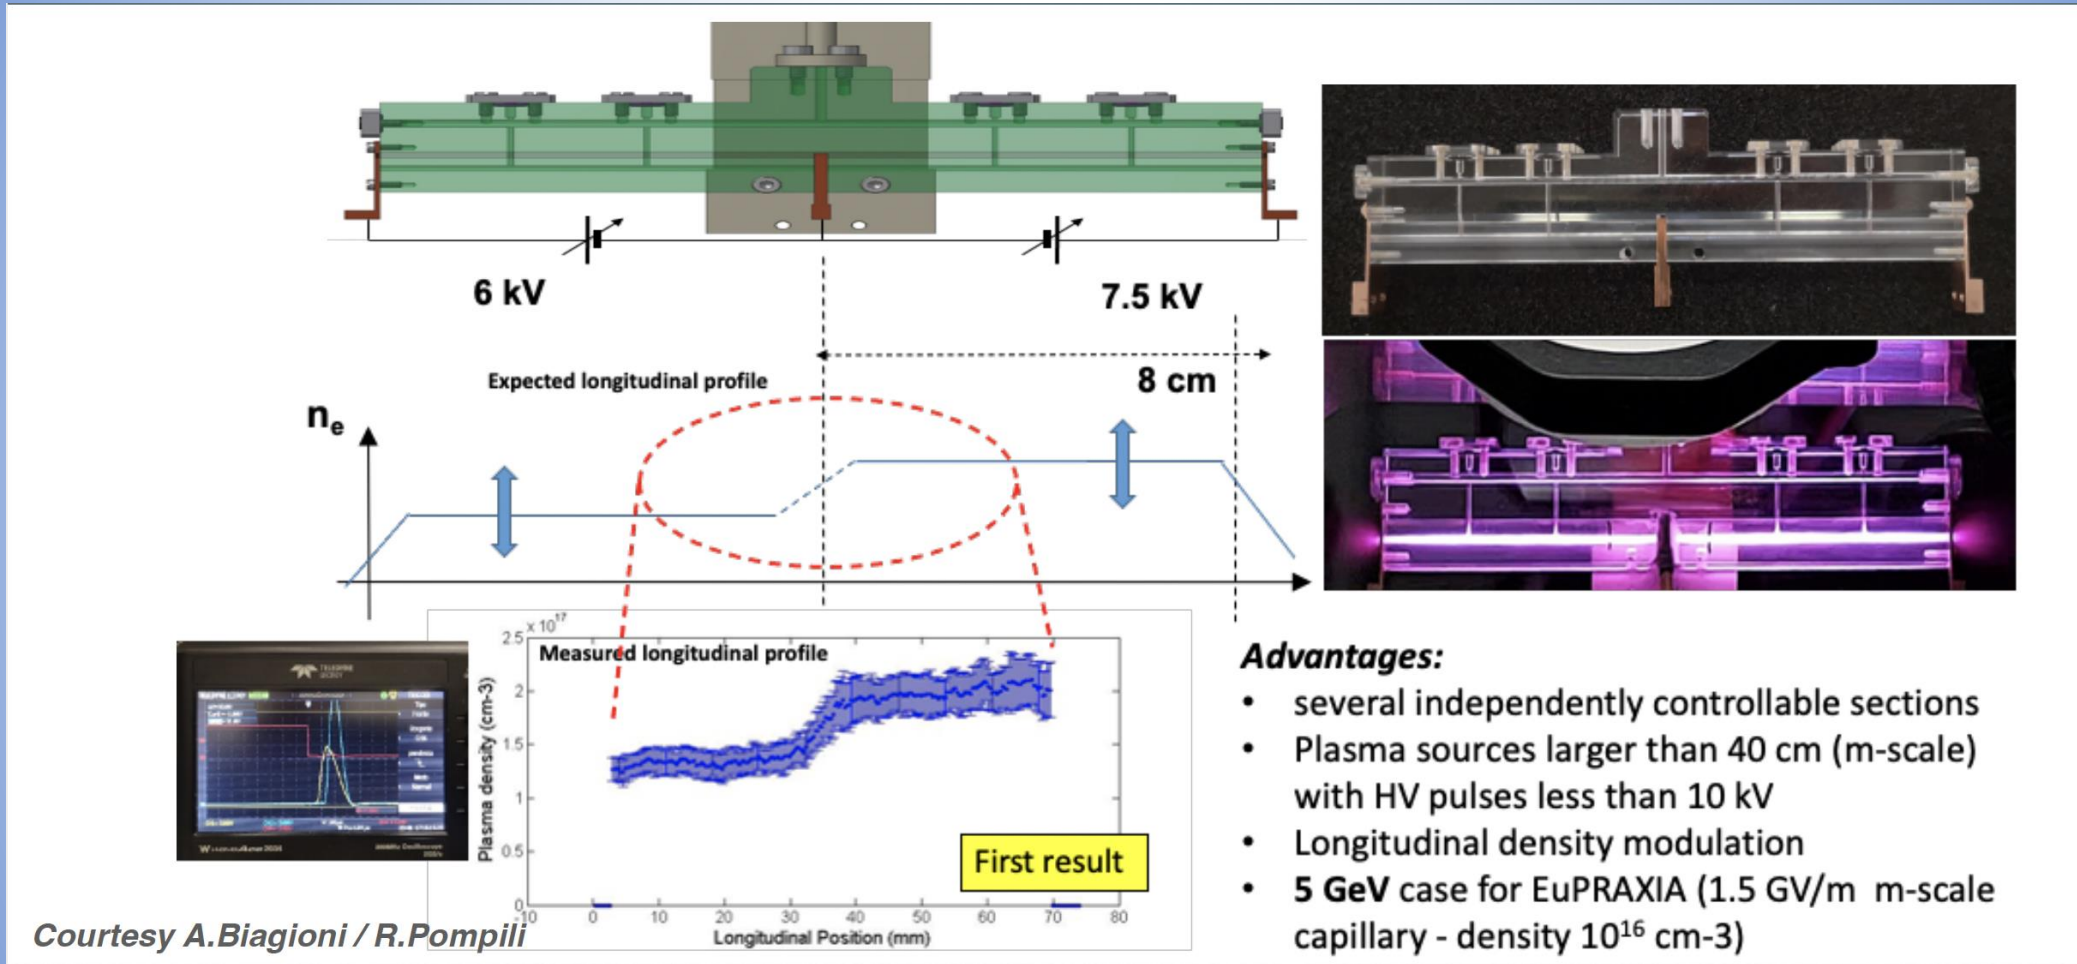 6 kV
7.5 kV
8 cm
Expected longitudinal profile
nₑ
x 10¹⁷
2.5
2
1.5
1
0.5
0
Plasma density (cm-3)
Measured longitudinal profile
First result
-10 0 10 20 30 40 50 60 70 80
Longitudinal Position (mm)
TELEDYNE
LECROY
Courtesy A.Biagioni / R.Pompili
Advantages:
• several independently controllable sections
• Plasma sources larger than 40 cm (m-scale)
with HV pulses less than 10 kV
• Longitudinal density modulation
• 5 GeV case for EuPRAXIA (1.5 GV/m m-scale
capillary - density 10¹⁶ cm-3)